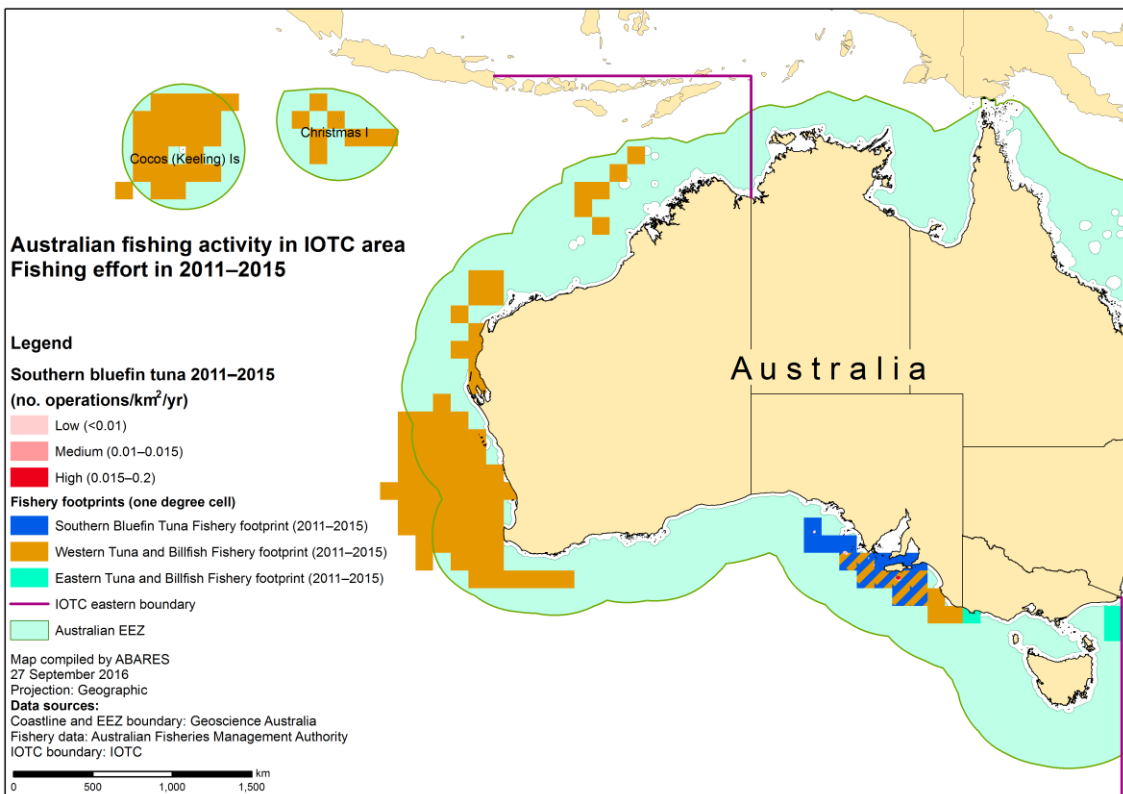 Cocos (Keeling) Is
Christmas I
Australian fishing activity in IOTC area
Fishing effort in 2011–2015
Australia
Legend
Southern bluefin tuna 2011–2015
(no. operations/km²/yr)
Low (<0.01)
Medium (0.01–0.015)
High (0.015–0.2)
Fishery footprints (one degree cell)
Southern Bluefin Tuna Fishery footprint (2011–2015)
Western Tuna and Billfish Fishery footprint (2011–2015)
Eastern Tuna and Billfish Fishery footprint (2011–2015)
IOTC eastern boundary
Australian EEZ
Map compiled by ABARES
27 September 2016
Projection: Geographic
Data sources:
Coastline and EEZ boundary: Geoscience Australia
Fishery data: Australian Fisheries Management Authority
IOTC boundary: IOTC
km
0 500 1,000 1,500